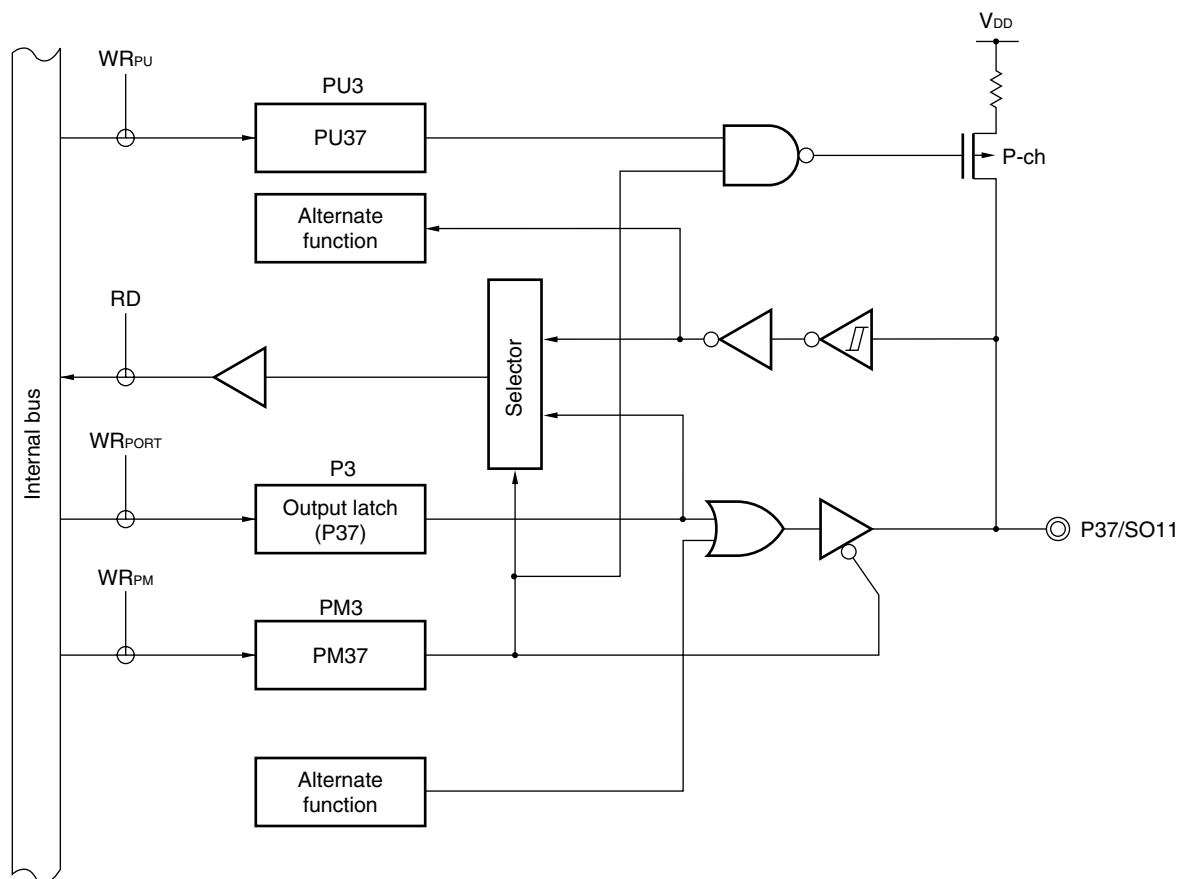 VDD
WRPU
PU3
PU37
P-ch
Alternate
function
RD
Selector
Internal bus
WRPORT
P3
Output latch
(P37)
P37/SO11
WRPM
PM3
PM37
Alternate
function